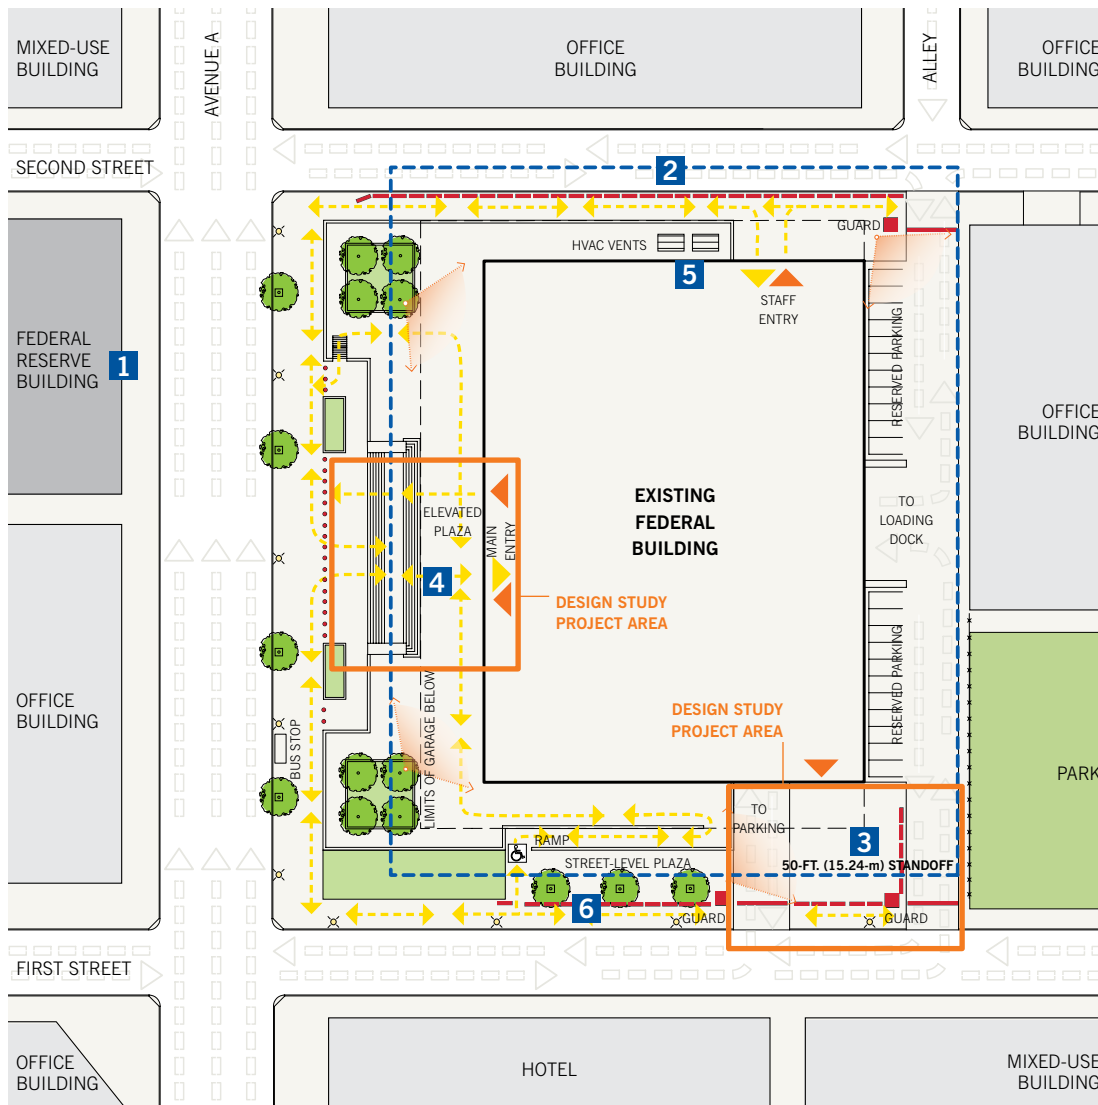 MIXED-USE
BUILDING
AVENUE A
OFFICE
BUILDING
ALLEY
OFFICE
BUILDING
SECOND STREET
2
GUARD
HVAC VENTS
5
STAFF
ENTRY
RESERVED PARKING
FEDERAL
RESERVE
BUILDING
1
OFFICE
BUILDING
EXISTING
FEDERAL
BUILDING
ELEVATED
PLAZA
MAIN
ENTRY
4
TO
LOADING
DOCK
DESIGN STUDY
PROJECT AREA
RESERVED PARKING
OFFICE
BUILDING
BUS STOP
LIMITS OF GARAGE BELOW
DESIGN STUDY
PROJECT AREA
PARK
TO
PARKING
RAMP
3
STREET-LEVEL PLAZA
50-FT. (15.24-m) STANDOFF
6
GUARD
GUARD
FIRST STREET
OFFICE
BUILDING
HOTEL
MIXED-USE
BUILDING